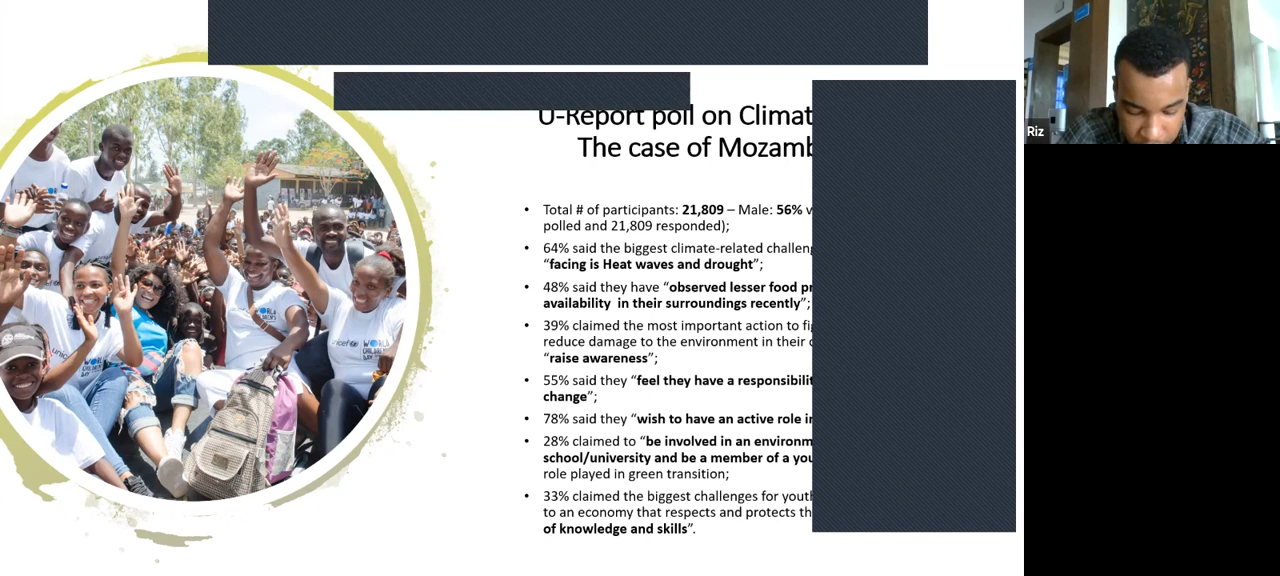 U-Report poll on Climat
The case of Mozamb
• Total # of participants: 21,809 – Male: 56% v
polled and 21,809 responded);
• 64% said the biggest climate-related challeng
“facing is Heat waves and drought”;
• 48% said they have “observed lesser food pr
availability in their surroundings recently”;
• 39% claimed the most important action to fig
reduce damage to the environment in their c
“raise awareness”;
• 55% said they “feel they have a responsibilit
change”;
• 78% said they “wish to have an active role in
• 28% claimed to “be involved in an environm
school/university and be a member of a you
role played in green transition;
• 33% claimed the biggest challenges for youth
to an economy that respects and protects th
of knowledge and skills”.
unicef
WORLD
CHILDREN'S
DAY
Riz